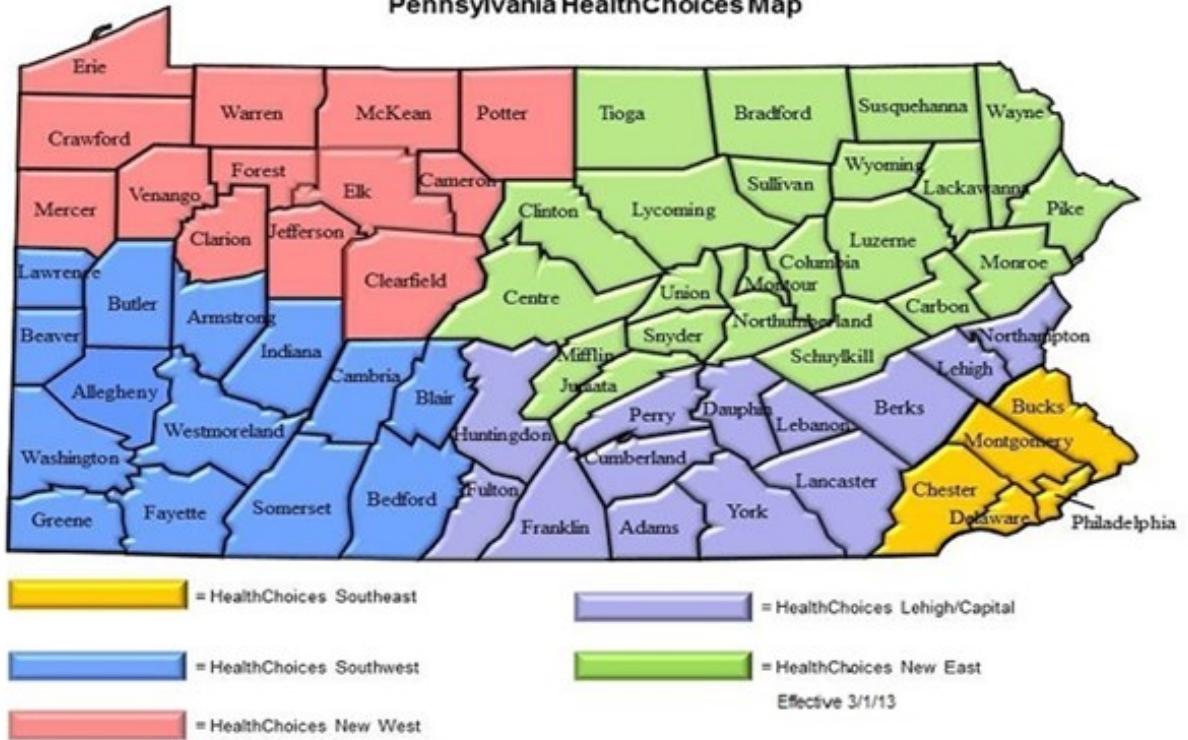 Pennsylvania HealthChoices Map
Erie
Warren
McKean
Potter
Tioga
Bradford
Susquehanna
Wayne
Crawford
Forest
Elk
Cameron
Venango
Mercer
Clarion
Jefferson
Clearfield
Clinton
Lycoming
Sullivan
Wyoming
Lackawanna
Pike
Luzerne
Columbia
Montour
Monroe
Union
Centre
Carbon
Northumberland
Snyder
Mifflin
Juniata
Schuylkill
Northampton
Lehigh
Lawrence
Butler
Armstrong
Beaver
Indiana
Allegheny
Cambria
Blair
Westmoreland
Washington
Huntingdon
Perry
Dauphin
Lebanon
Berks
Bucks
Montgomery
Cumberland
Lancaster
Chester
Greene
Fayette
Somerset
Bedford
Fulton
Franklin
Adams
York
Delaware
Philadelphia
= HealthChoices Southeast
= HealthChoices Southwest
= HealthChoices New West
= HealthChoices Lehigh/Capital
= HealthChoices New East
Effective 3/1/13